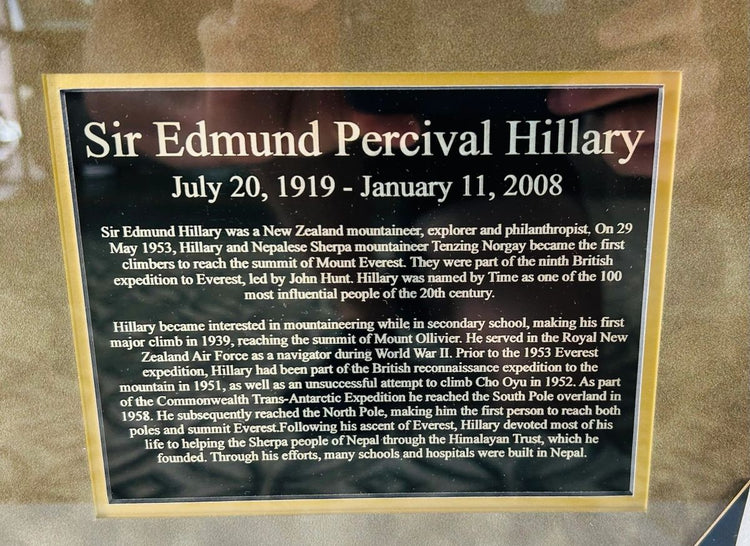 Sir Edmund Percival Hillary
July 20, 1919 - January 11, 2008
Sir Edmund Hillary was a New Zealand mountaineer, explorer and philanthropist. On 29
May 1953, Hillary and Nepalese Sherpa mountaineer Tenzing Norgay became the first
climbers to reach the summit of Mount Everest. They were part of the ninth British
expedition to Everest, led by John Hunt. Hillary was named by Time as one of the 100
most influential people of the 20th century.
Hillary became interested in mountaineering while in secondary school, making his first
major climb in 1939, reaching the summit of Mount Ollivier. He served in the Royal New
Zealand Air Force as a navigator during World War II. Prior to the 1953 Everest
expedition, Hillary had been part of the British reconnaissance expedition to the
mountain in 1951, as well as an unsuccessful attempt to climb Cho Oyu in 1952. As part
of the Commonwealth Trans-Antarctic Expedition he reached the South Pole overland in
1958. He subsequently reached the North Pole, making him the first person to reach both
poles and summit Everest.Following his ascent of Everest, Hillary devoted most of his
life to helping the Sherpa people of Nepal through the Himalayan Trust, which he
founded. Through his efforts, many schools and hospitals were built in Nepal.